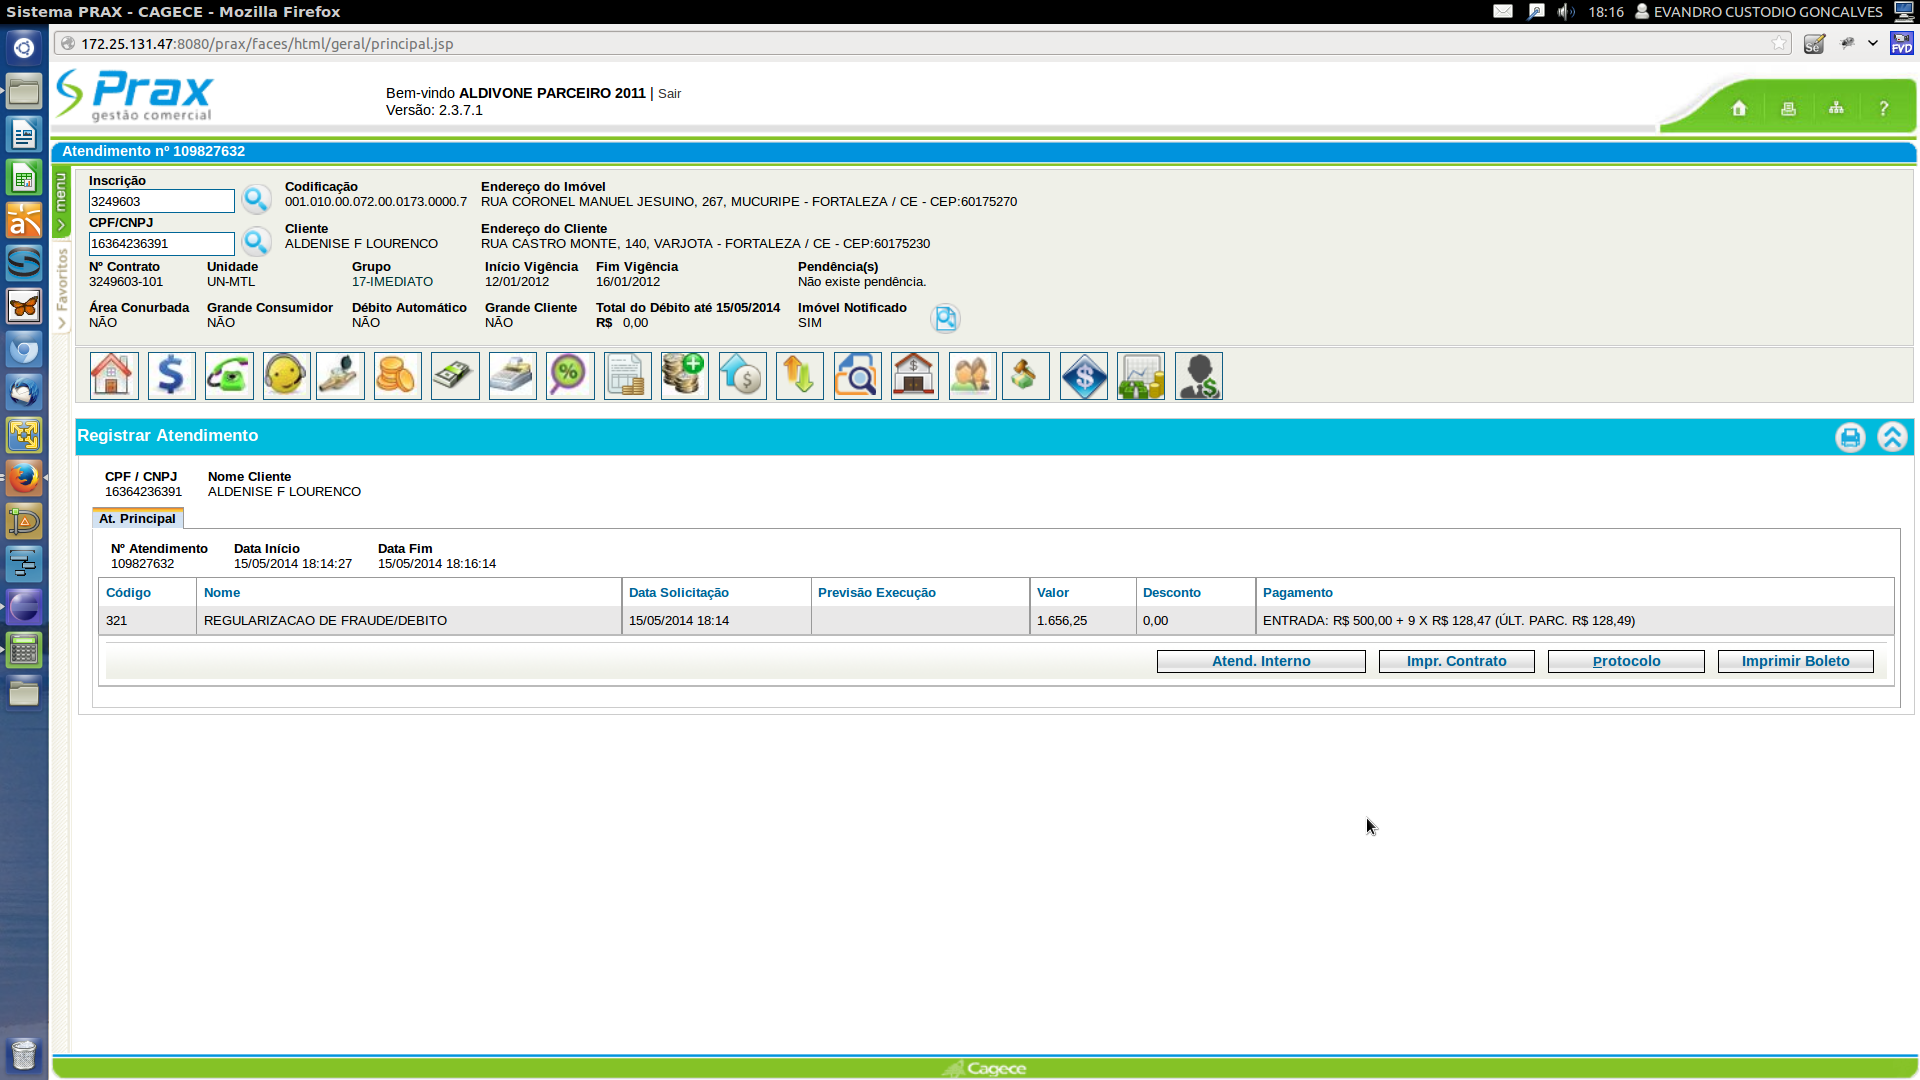 Sistema PRAX - CAGECE - Mozilla Firefox
18:16 EVANDRO CUSTODIO GONCALVES
172.25.131.47:8080/prax/faces/html/geral/principal.jsp
Se
FVD
Prax
gestão comercial
Bem-vindo ALDIVONE PARCEIRO 2011 | Sair
Versão: 2.3.7.1
?
Atendimento nº 109827632
menu
Favoritos
Inscrição
3249603
Codificação
001.010.00.072.00.0173.0000.7
Endereço do Imóvel
RUA CORONEL MANUEL JESUINO, 267, MUCURIPE - FORTALEZA / CE - CEP:60175270
CPF/CNPJ
16364236391
Cliente
ALDENISE F LOURENCO
Endereço do Cliente
RUA CASTRO MONTE, 140, VARJOTA - FORTALEZA / CE - CEP:60175230
Nº Contrato Unidade Grupo Início Vigência Fim Vigência Pendência(s)
3249603-101 UN-MTL 17-IMEDIATO 12/01/2012 16/01/2012 Não existe pendência.
Área Conurbada Grande Consumidor Débito Automático Grande Cliente Total do Débito até 15/05/2014 Imóvel Notificado
NÃO NÃO NÃO NÃO R$ 0,00 SIM
Registrar Atendimento
CPF / CNPJ Nome Cliente
16364236391 ALDENISE F LOURENCO
At. Principal
Nº Atendimento Data Início Data Fim
109827632 15/05/2014 18:14:27 15/05/2014 18:16:14
Código Nome Data Solicitação Previsão Execução Valor Desconto Pagamento
321 REGULARIZACAO DE FRAUDE/DEBITO 15/05/2014 18:14 1.656,25 0,00 ENTRADA: R$ 500,00 + 9 X R$ 128,47 (ÚLT. PARC. R$ 128,49)
Atend. Interno Impr. Contrato Protocolo Imprimir Boleto
Cagece